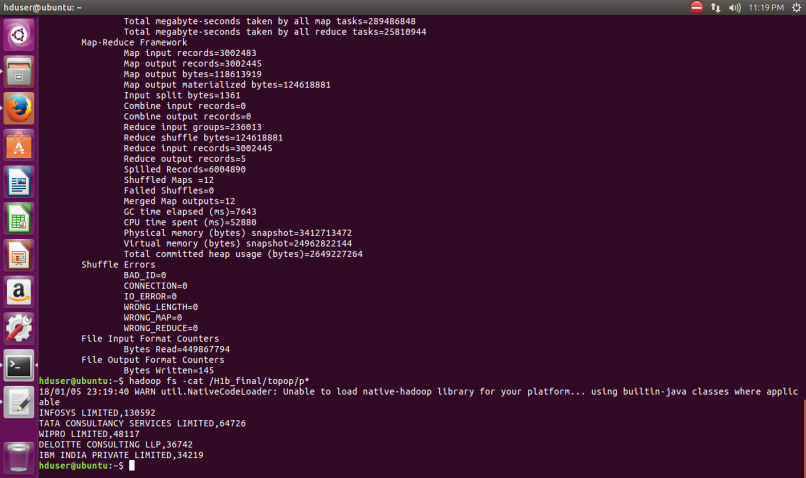 hduser@ubuntu: ~
11:19 PM
Total megabyte-seconds taken by all map tasks=289486848
Total megabyte-seconds taken by all reduce tasks=25810944
Map-Reduce Framework
Map input records=3002483
Map output records=3002445
Map output bytes=118613919
Map output materialized bytes=124618881
Input split bytes=1361
Combine input records=0
Combine output records=0
Reduce input groups=236013
Reduce shuffle bytes=124618881
Reduce input records=3002445
Reduce output records=5
Spilled Records=6004890
Shuffled Maps =12
Failed Shuffles=0
Merged Map outputs=12
GC time elapsed (ms)=7643
CPU time spent (ms)=52880
Physical memory (bytes) snapshot=3412713472
Virtual memory (bytes) snapshot=24962822144
Total committed heap usage (bytes)=2649227264
Shuffle Errors
BAD_ID=0
CONNECTION=0
IO_ERROR=0
WRONG_LENGTH=0
WRONG_MAP=0
WRONG_REDUCE=0
File Input Format Counters
Bytes Read=449867794
File Output Format Counters
Bytes Written=145
hduser@ubuntu:~$ hadoop fs -cat /H1b_final/topop/p*
18/01/05 23:19:40 WARN util.NativeCodeLoader: Unable to load native-hadoop library for your platform... using builtin-java classes where applic
able
INFOSYS LIMITED,130592
TATA CONSULTANCY SERVICES LIMITED,64726
WIPRO LIMITED,48117
DELOITTE CONSULTING LLP,36742
IBM INDIA PRIVATE LIMITED,34219
hduser@ubuntu:~$